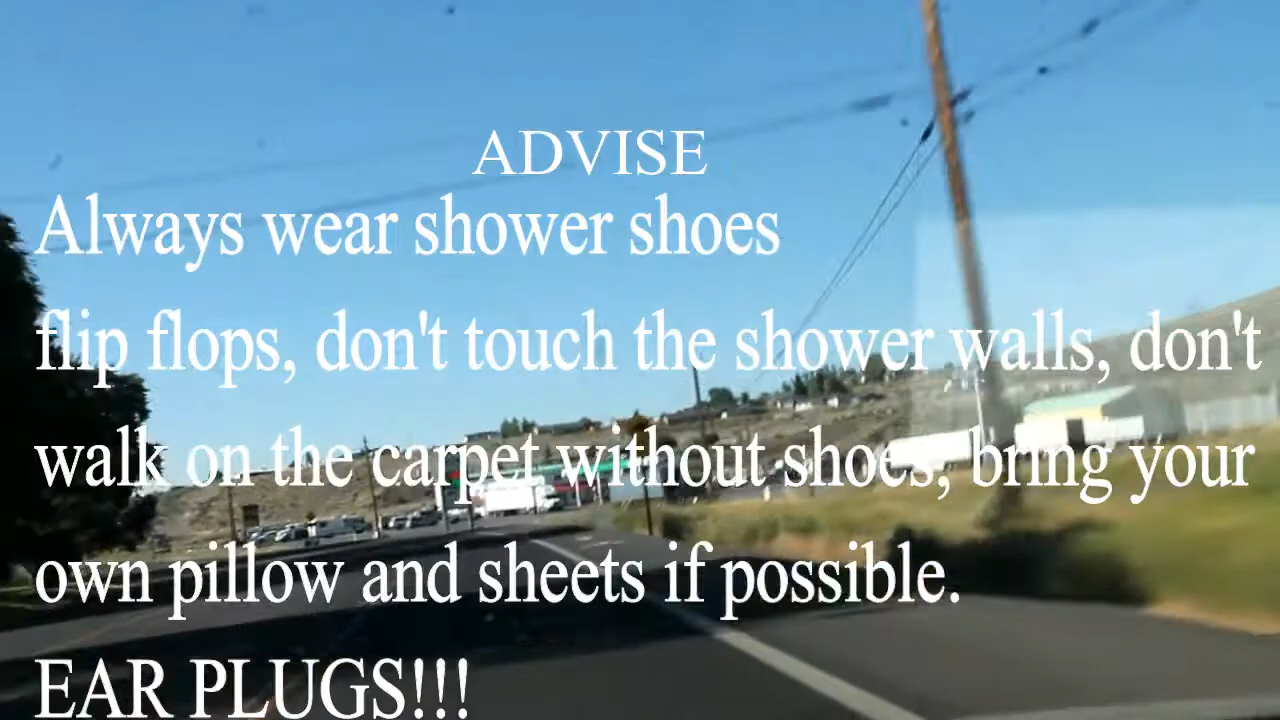 ADVISE
Always wear shower shoes
flip flops, don't touch the shower walls, don't
walk on the carpet without shoes, bring your
own pillow and sheets if possible.
EAR PLUGS!!!